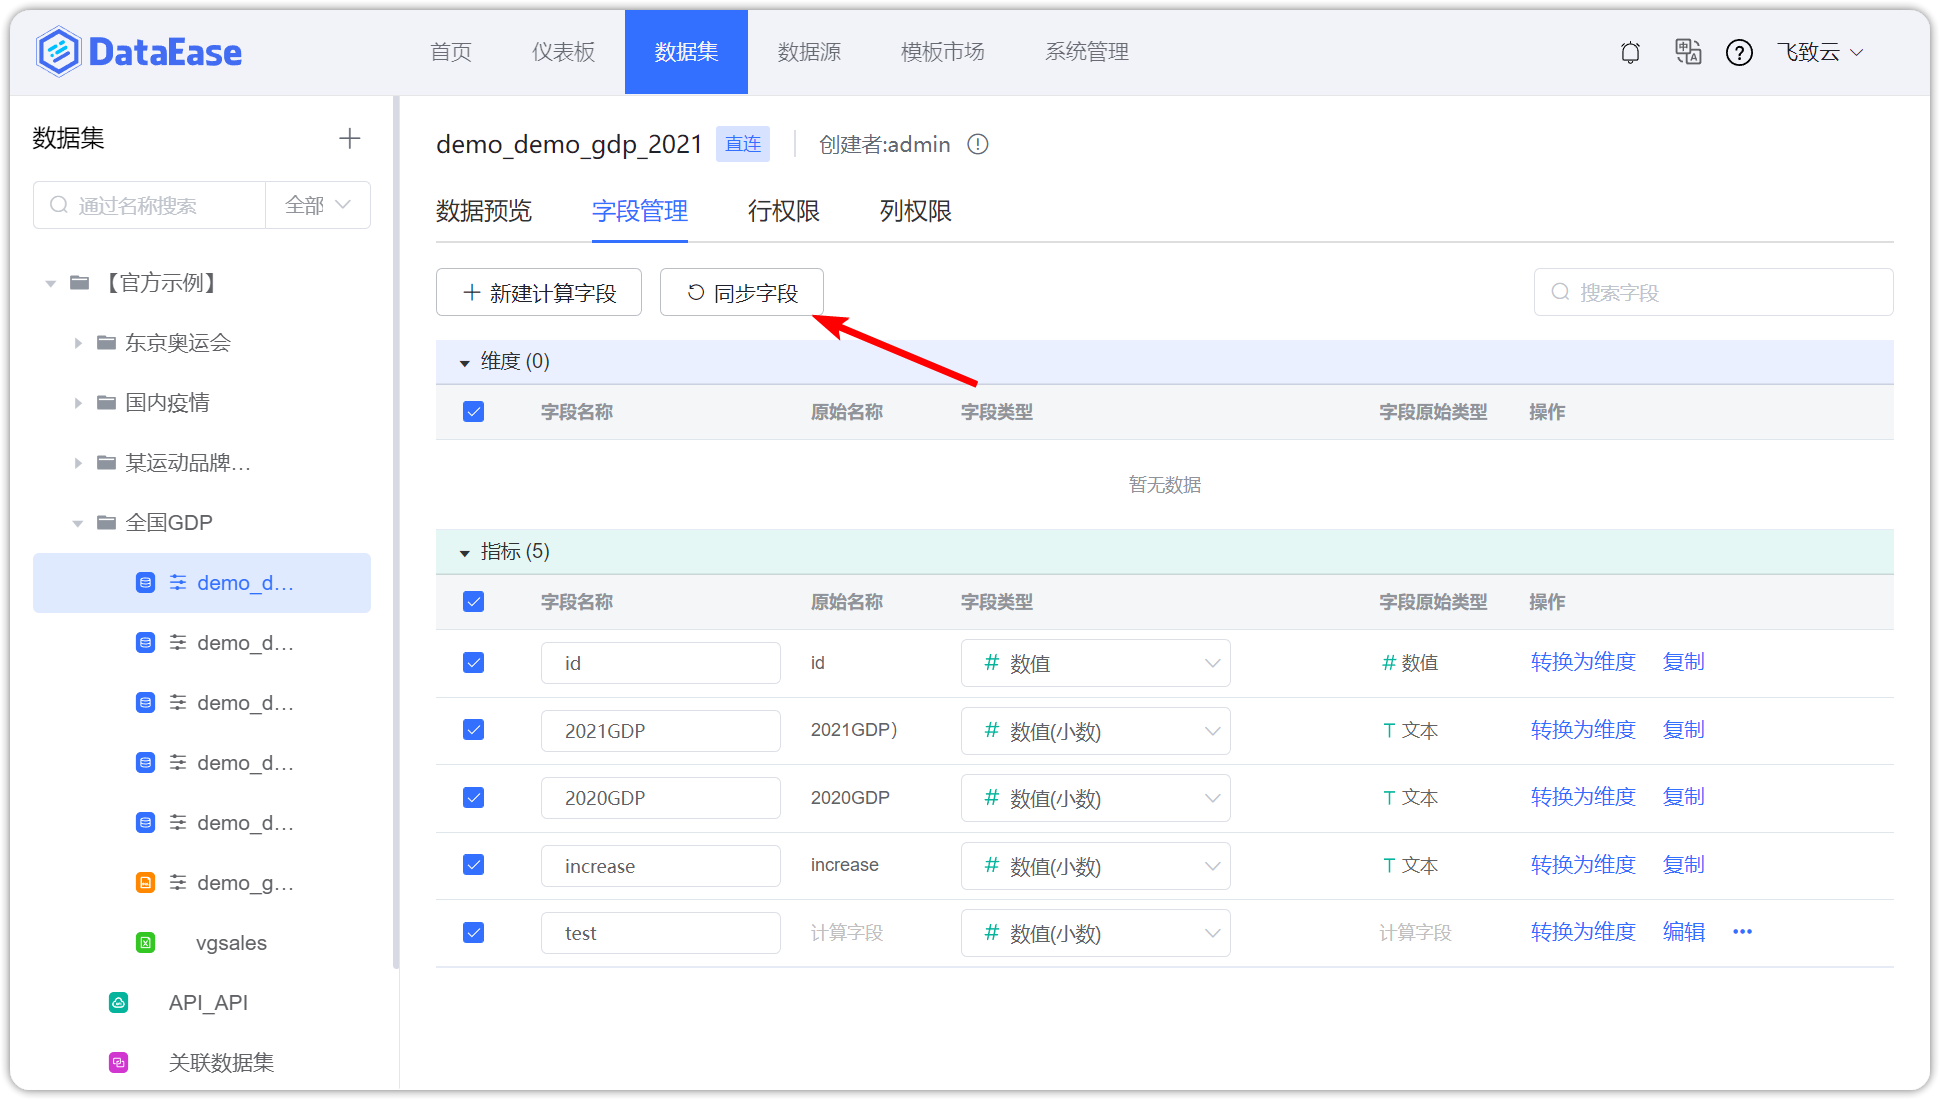 DataEase 首页 仪表板 数据集 数据源 模板市场 系统管理 飞致云
数据集
通过名称搜索 全部
【官方示例】
东京奥运会
国内疫情
某运动品牌...
全国GDP
demo_d...
demo_d...
demo_d...
demo_d...
demo_d...
demo_g...
vgsales
API_API
关联数据集
demo_demo_gdp_2021 直连 创建者:admin
数据预览 字段管理 行权限 列权限
新建计算字段 同步字段 搜索字段
维度 (0)
字段名称 原始名称 字段类型 字段原始类型 操作
暂无数据
指标 (5)
字段名称 原始名称 字段类型 字段原始类型 操作
id id # 数值 # 数值 转换为维度 复制
2021GDP 2021GDP） # 数值(小数) T 文本 转换为维度 复制
2020GDP 2020GDP # 数值(小数) T 文本 转换为维度 复制
increase increase # 数值(小数) T 文本 转换为维度 复制
test 计算字段 # 数值(小数) 计算字段 转换为维度 编辑 ...